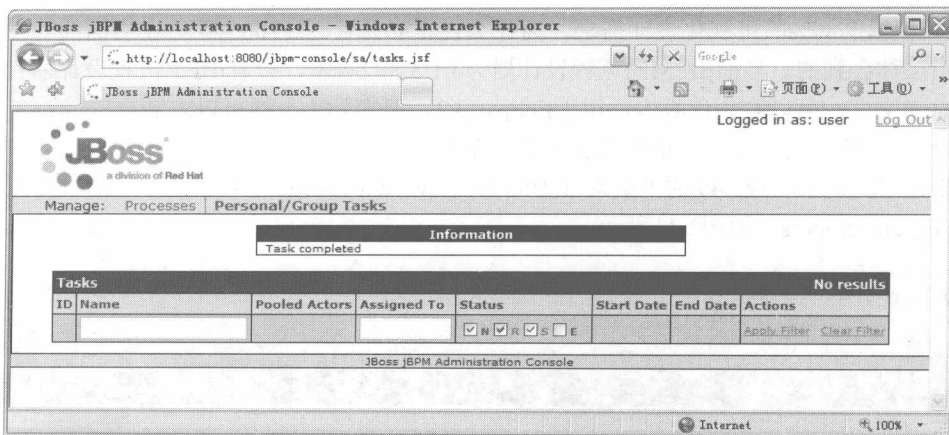 JBoss jBPM Administration Console - Windows Internet Explorer
http://localhost:8080/jbpm-console/sa/tasks.jsf
Google
JBoss jBPM Administration Console
页面(P)
工具(O)
»
Logged in as: user Log Out
JBoss
a division of Red Hat
Manage: Processes Personal/Group Tasks
Information
Task completed
Tasks No results
ID Name Pooled Actors Assigned To Status Start Date End Date Actions
N R S E Apply Filter Clear Filter
JBoss jBPM Administration Console
Internet 100%